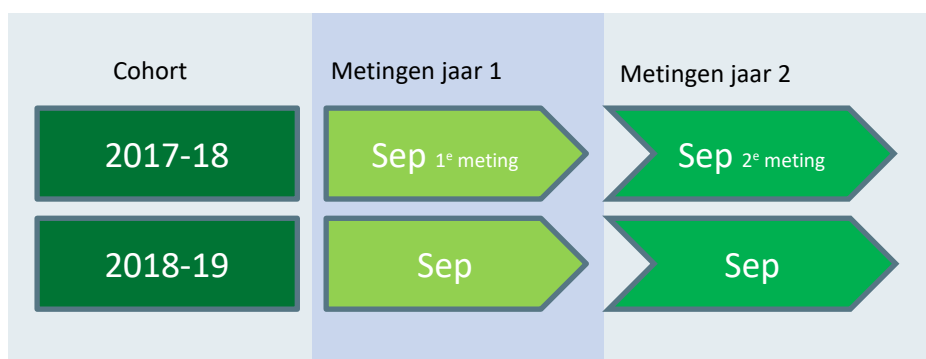 Cohort Metingen jaar 1 Metingen jaar 2
2017-18 Sep 1e meting Sep 2e meting
2018-19 Sep Sep